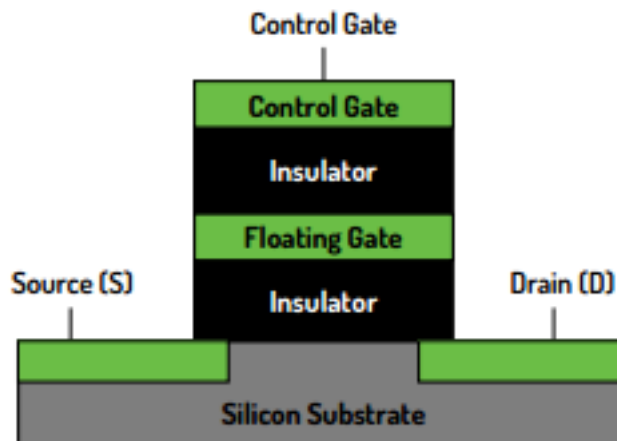 Control Gate
Control Gate
Insulator
Floating Gate
Source (S)
Drain (D)
Insulator
Silicon Substrate